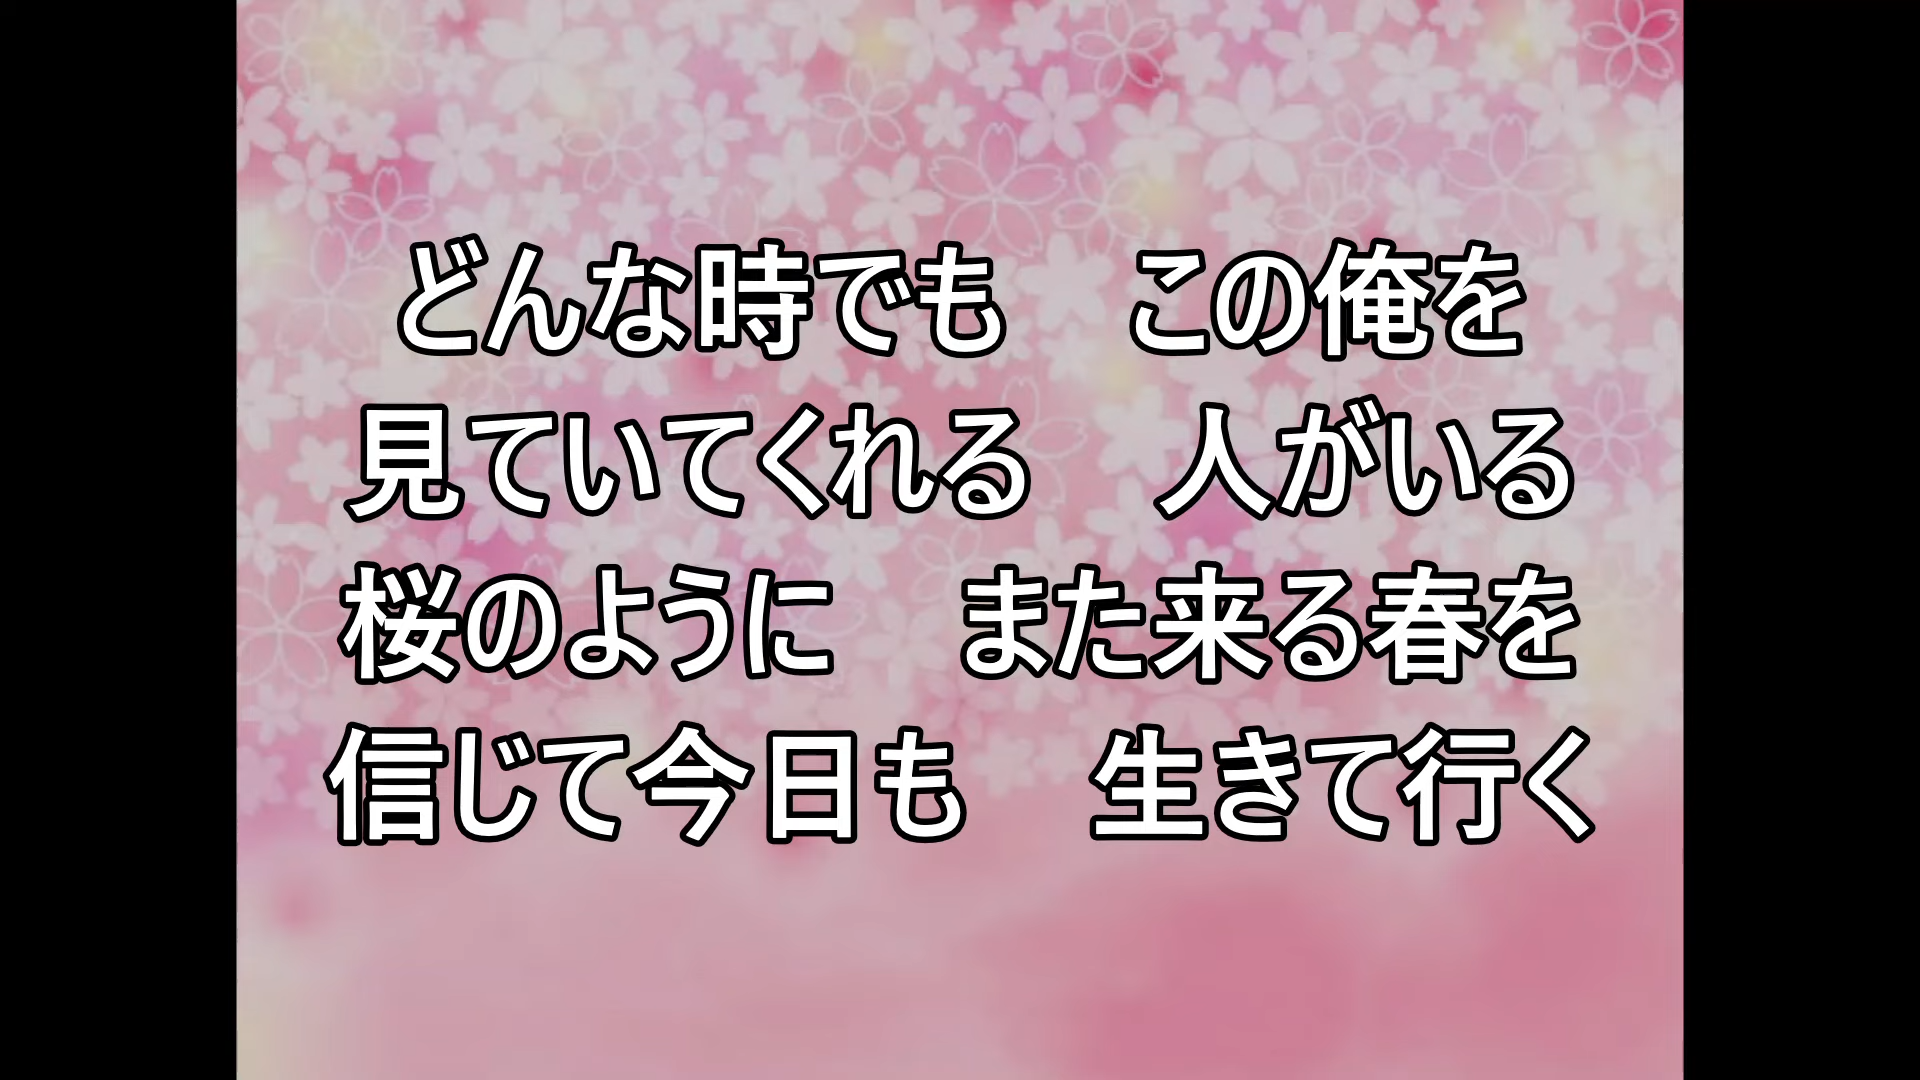 どんな時でも　この俺を
見ていてくれる　人がいる
桜のように　また来る春を
信じて今日も　生きて行く